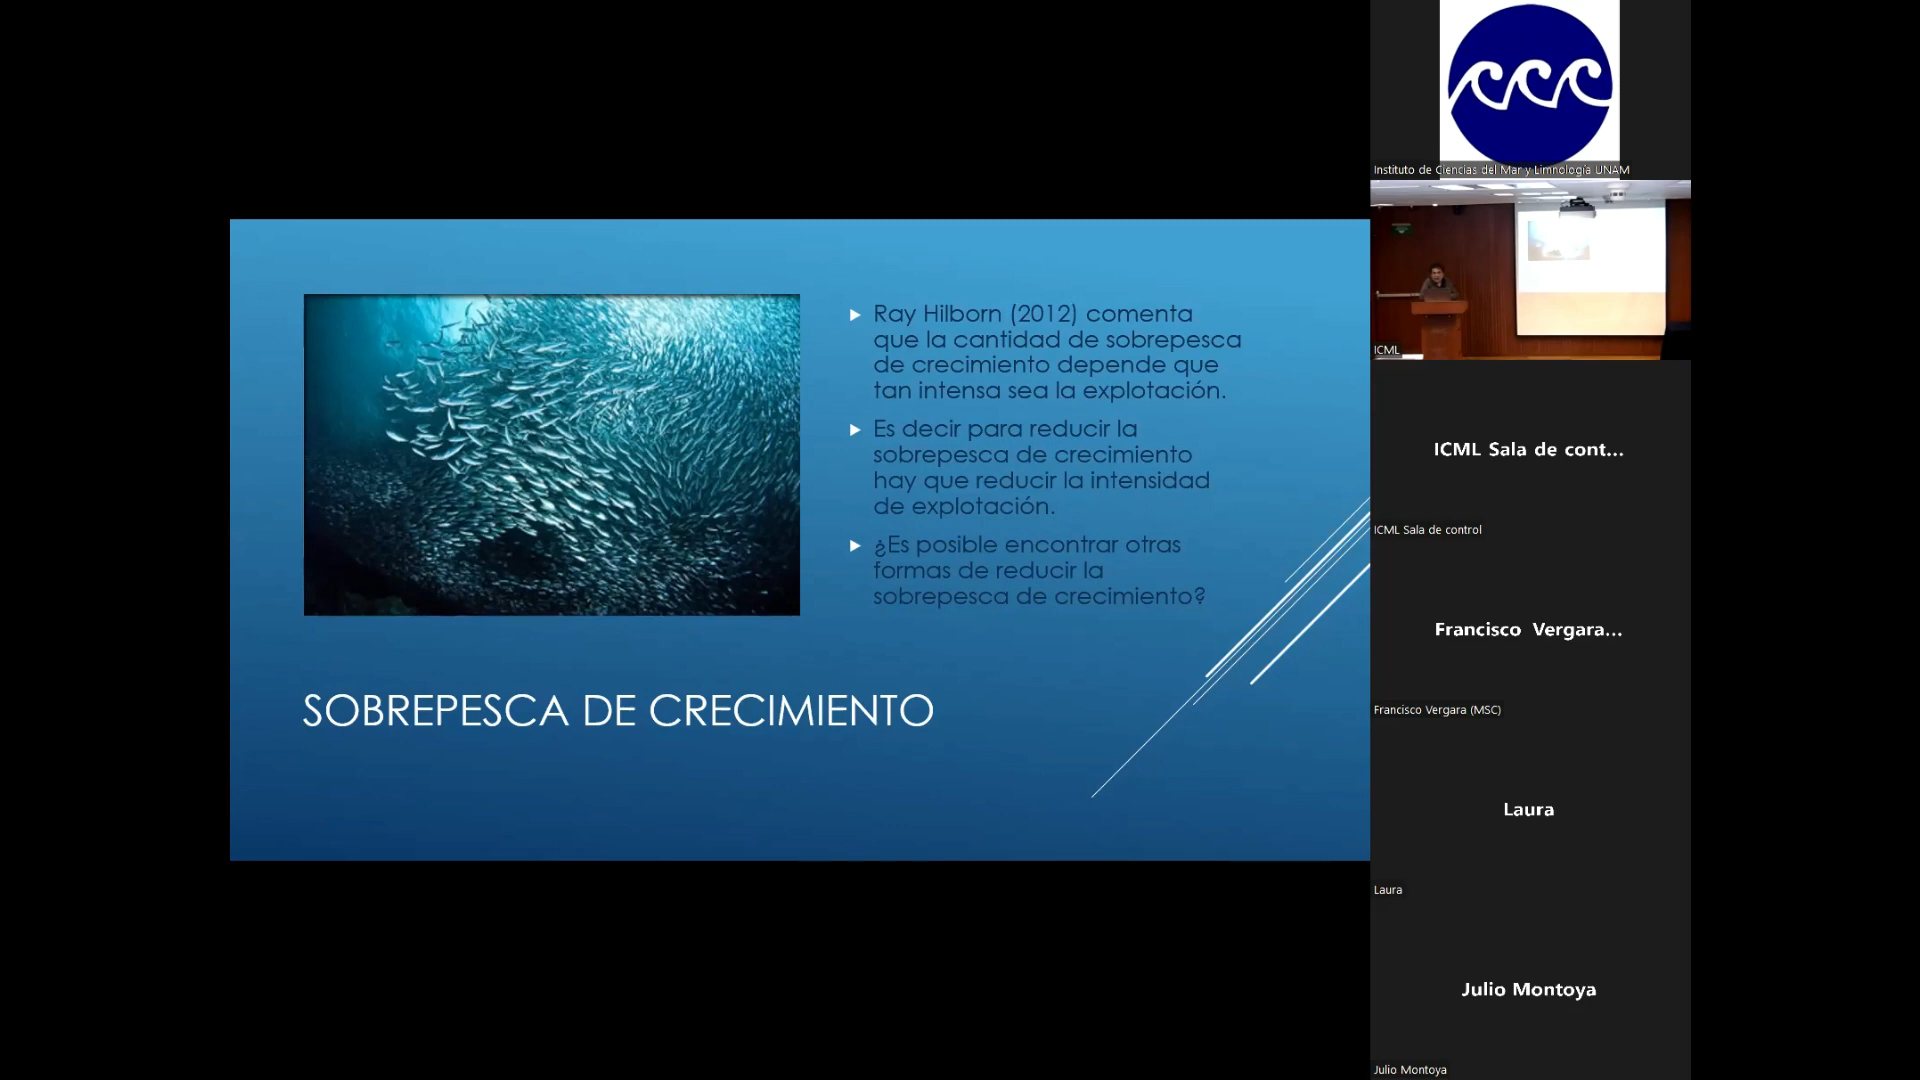 Ray Hilborn (2012) comenta
que la cantidad de sobrepesca
de crecimiento depende que
tan intensa sea la explotación.
Es decir para reducir la
sobrepesca de crecimiento
hay que reducir la intensidad
de explotación.
¿Es posible encontrar otras
formas de reducir la
sobrepesca de crecimiento?
SOBREPESCA DE CRECIMIENTO
Instituto de Ciencias del Mar y Limnología UNAM
ICML
ICML Sala de cont...
ICML Sala de control
Francisco Vergara...
Francisco Vergara (MSC)
Laura
Laura
Julio Montoya
Julio Montoya